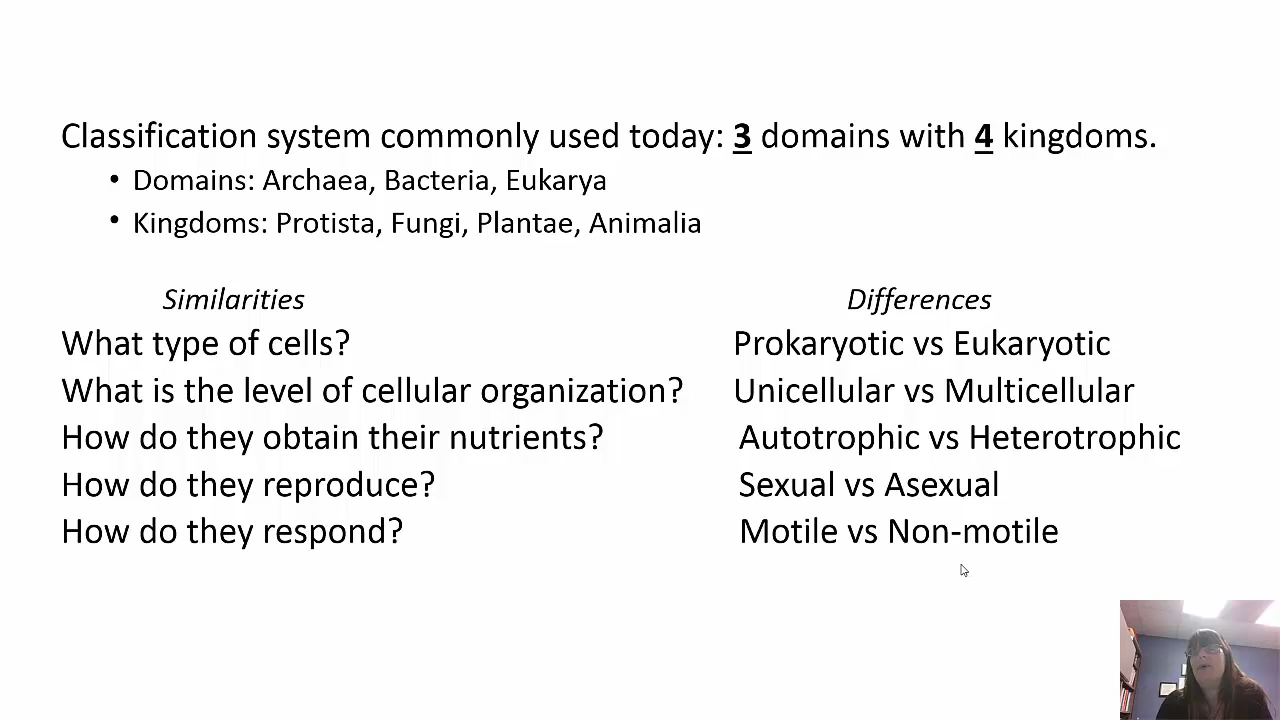 Classification system commonly used today: 3 domains with 4 kingdoms.
• Domains: Archaea, Bacteria, Eukarya
• Kingdoms: Protista, Fungi, Plantae, Animalia
Similarities Differences
What type of cells? Prokaryotic vs Eukaryotic
What is the level of cellular organization? Unicellular vs Multicellular
How do they obtain their nutrients? Autotrophic vs Heterotrophic
How do they reproduce? Sexual vs Asexual
How do they respond? Motile vs Non-motile